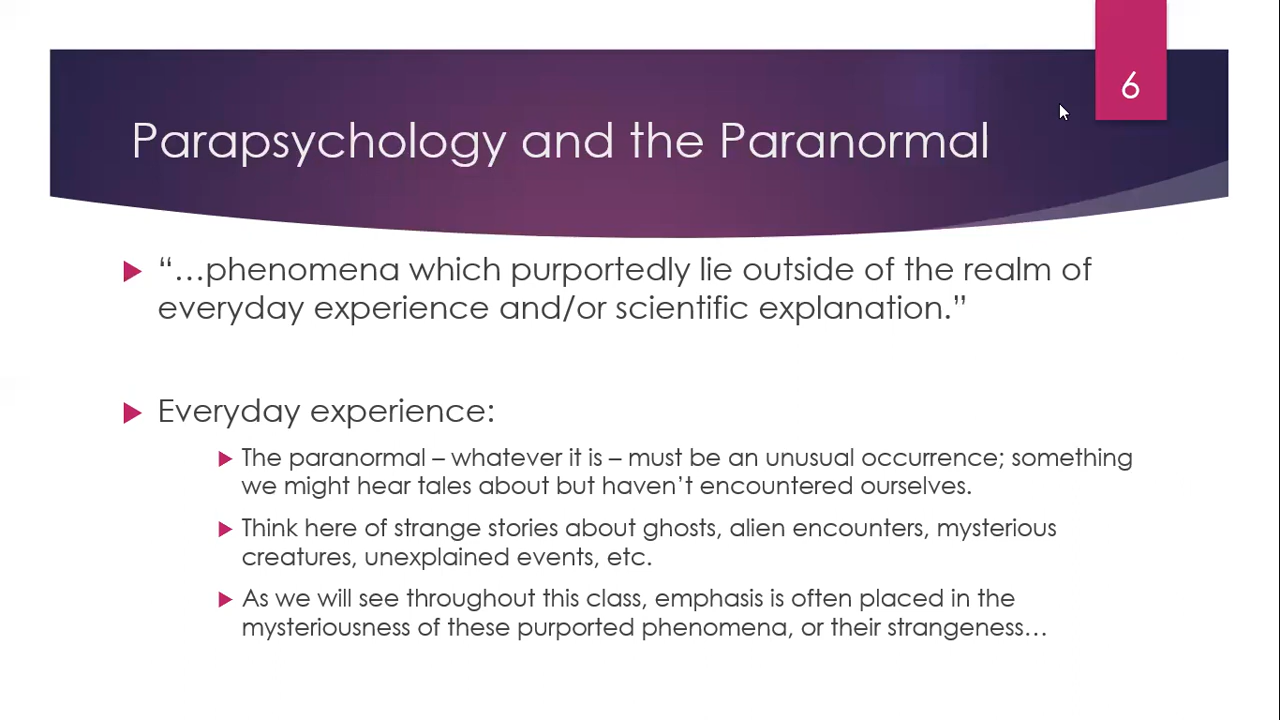 6
Parapsychology and the Paranormal
“…phenomena which purportedly lie outside of the realm of
everyday experience and/or scientific explanation.”
Everyday experience:
The paranormal – whatever it is – must be an unusual occurrence; something
we might hear tales about but haven’t encountered ourselves.
Think here of strange stories about ghosts, alien encounters, mysterious
creatures, unexplained events, etc.
As we will see throughout this class, emphasis is often placed in the
mysteriousness of these purported phenomena, or their strangeness…